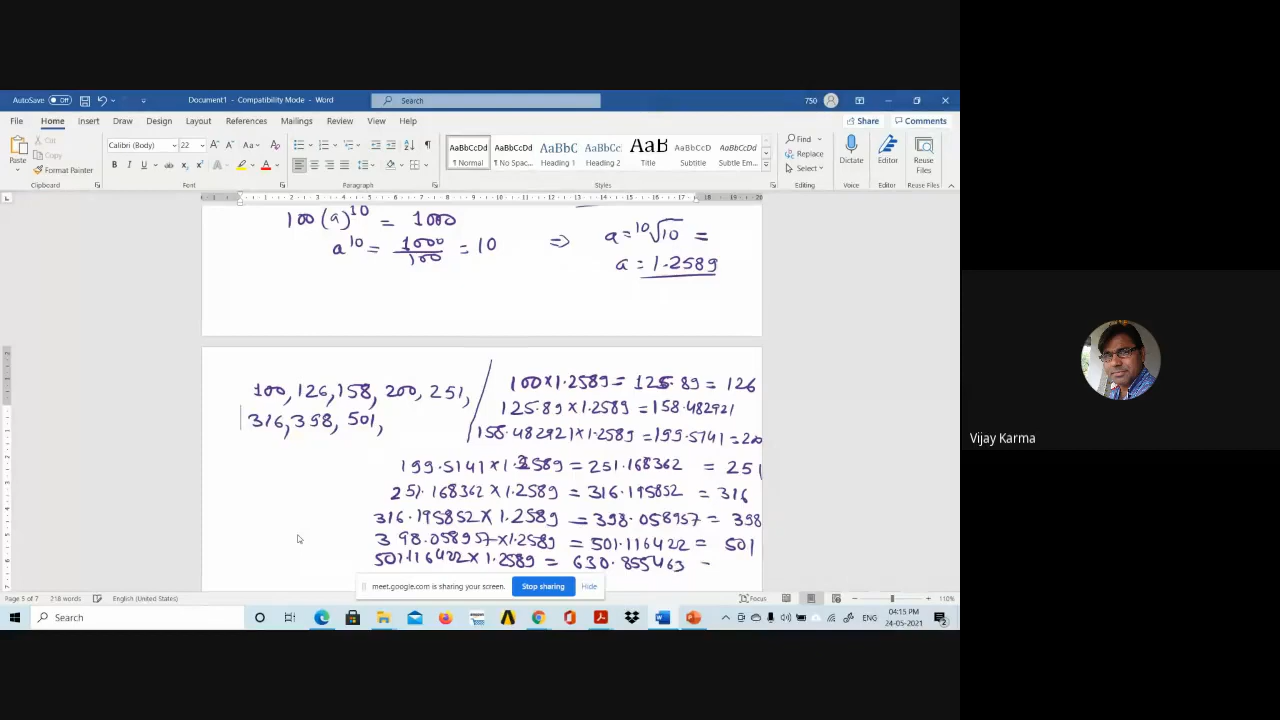 AutoSave Off
Document1 - Compatibility Mode - Word
Search
750
File Home Insert Draw Design Layout References Mailings Review View Help
Share Comments
Cut
Copy
Format Painter
Paste
Calibri (Body) 22
AaBbCcDd AaBbCcDd AaBbC AaBbCc AaB AaBbCcD AaBbCcDd
¶ Normal ¶ No Spac... Heading 1 Heading 2 Title Subtitle Subtle Em...
Find
Replace
Select
Dictate
Editor
Reuse Files
Clipboard Font Paragraph Styles Editing Voice Editor Reuse Files
100 (a)^10 = 1000
a^10 = 1000/100 = 10 ⇒ a = 10√10 =
a = 1.2589
100, 126, 158, 200, 251,
316, 398, 501,
100×1.2589 = 125.89 = 126
125.89×1.2589 = 158.482921
158.482921×1.2589 = 199.5141 = 200
199.5141×1.2589 = 251.168362 = 251
251.168362×1.2589 = 316.195852 = 316
316.195852×1.2589 = 398.058957 = 398
398.058957×1.2589 = 501.116422 = 501
501.116422×1.2589 = 630.855463 =
meet.google.com is sharing your screen. Stop sharing Hide
Page 5 of 7 218 words English (United States) Focus 110%
Search
ENG
04:15 PM
24-05-2021
Vijay Karma